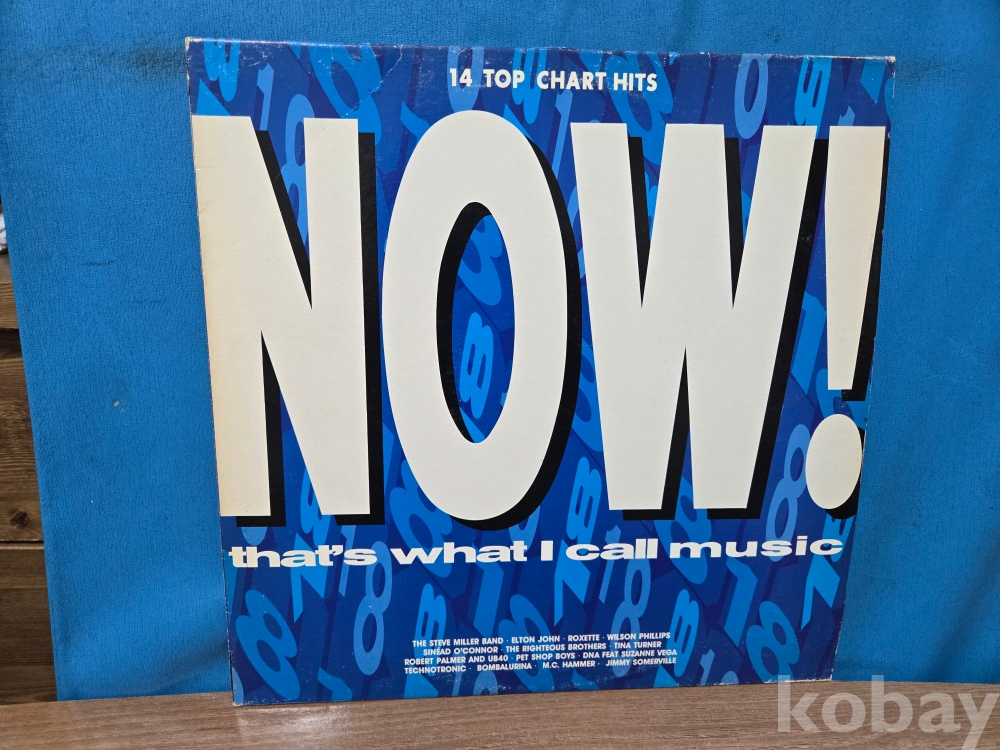 14 TOP CHART HITS
NOW!
that's what I call music
THE STEVE MILLER BAND · ELTON JOHN · ROXETTE · WILSON PHILLIPS
SINÉAD O'CONNOR · THE RIGHTEOUS BROTHERS · TINA TURNER
ROBERT PALMER AND UB40 · PET SHOP BOYS · DNA FEAT SUZANNE VEGA
TECHNOTRONIC · BOMBALURINA · M.C. HAMMER · JIMMY SOMERVILLE
kobay